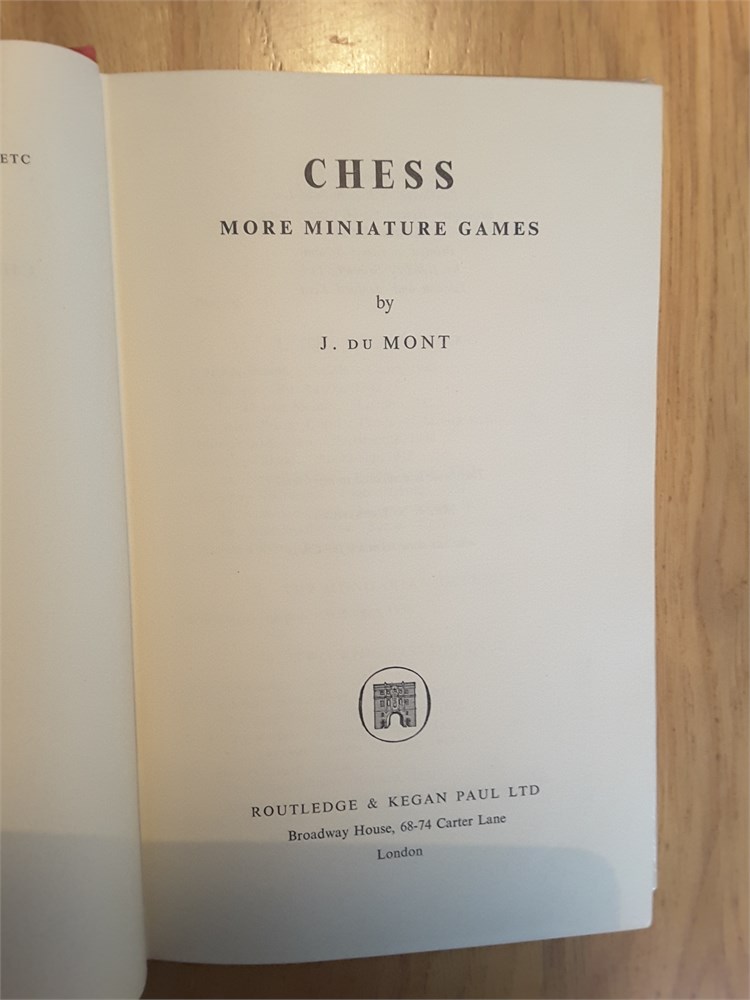 ETC
CHESS
MORE MINIATURE GAMES
by
J. DU MONT
ROUTLEDGE & KEGAN PAUL LTD
Broadway House, 68-74 Carter Lane
London